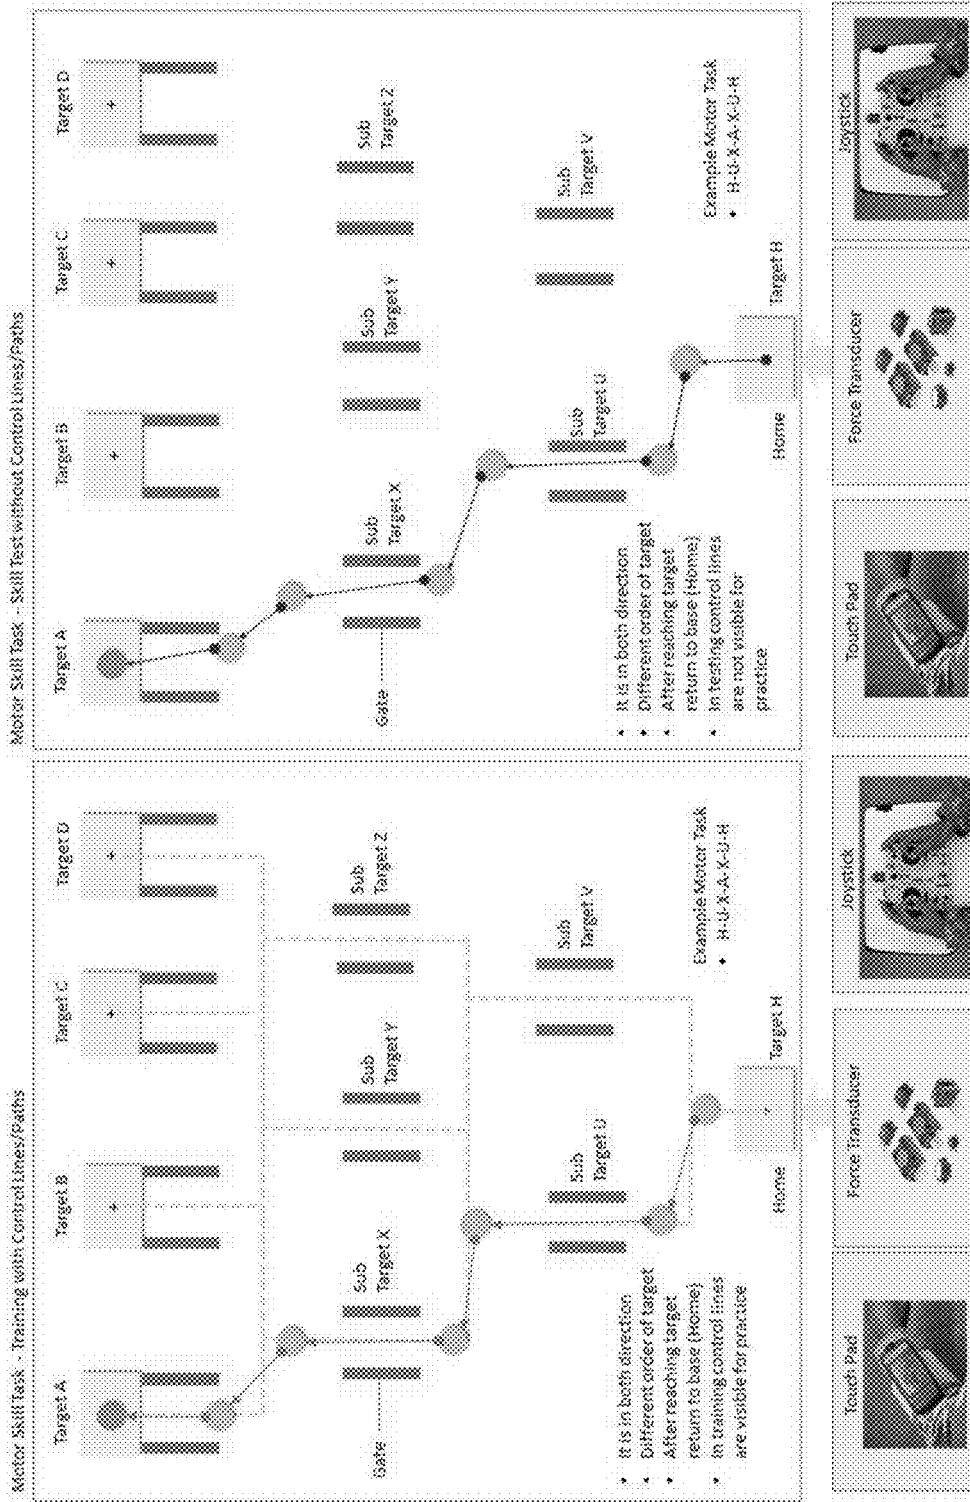 Motor Skill Task - Training with Control Lines/Paths
Target A
Target B
Target C
Target D
Sub
Target X
Sub
Target Y
Sub
Target Z
Gate
Sub
Target U
Sub
Target V
• It is in both direction
• Different order of target
• After reaching target
return to base (Home)
• In training control lines
are visible for practice
Example Motor Task
• H-U-X-A-X-U-H
Home
Target H
Touch Pad
Force Transducer
Joystick
Motor Skill Task - Skill Test without Control Lines/Paths
Target A
Target B
Target C
Target D
Sub
Target X
Sub
Target Y
Sub
Target Z
Gate
Sub
Target U
Sub
Target V
• It is in both direction
• Different order of target
• After reaching target
return to base (Home)
• In testing control lines
are not visible for
practice
Example Motor Task
• H-U-X-A-X-U-H
Home
Target H
Touch Pad
Force Transducer
Joystick